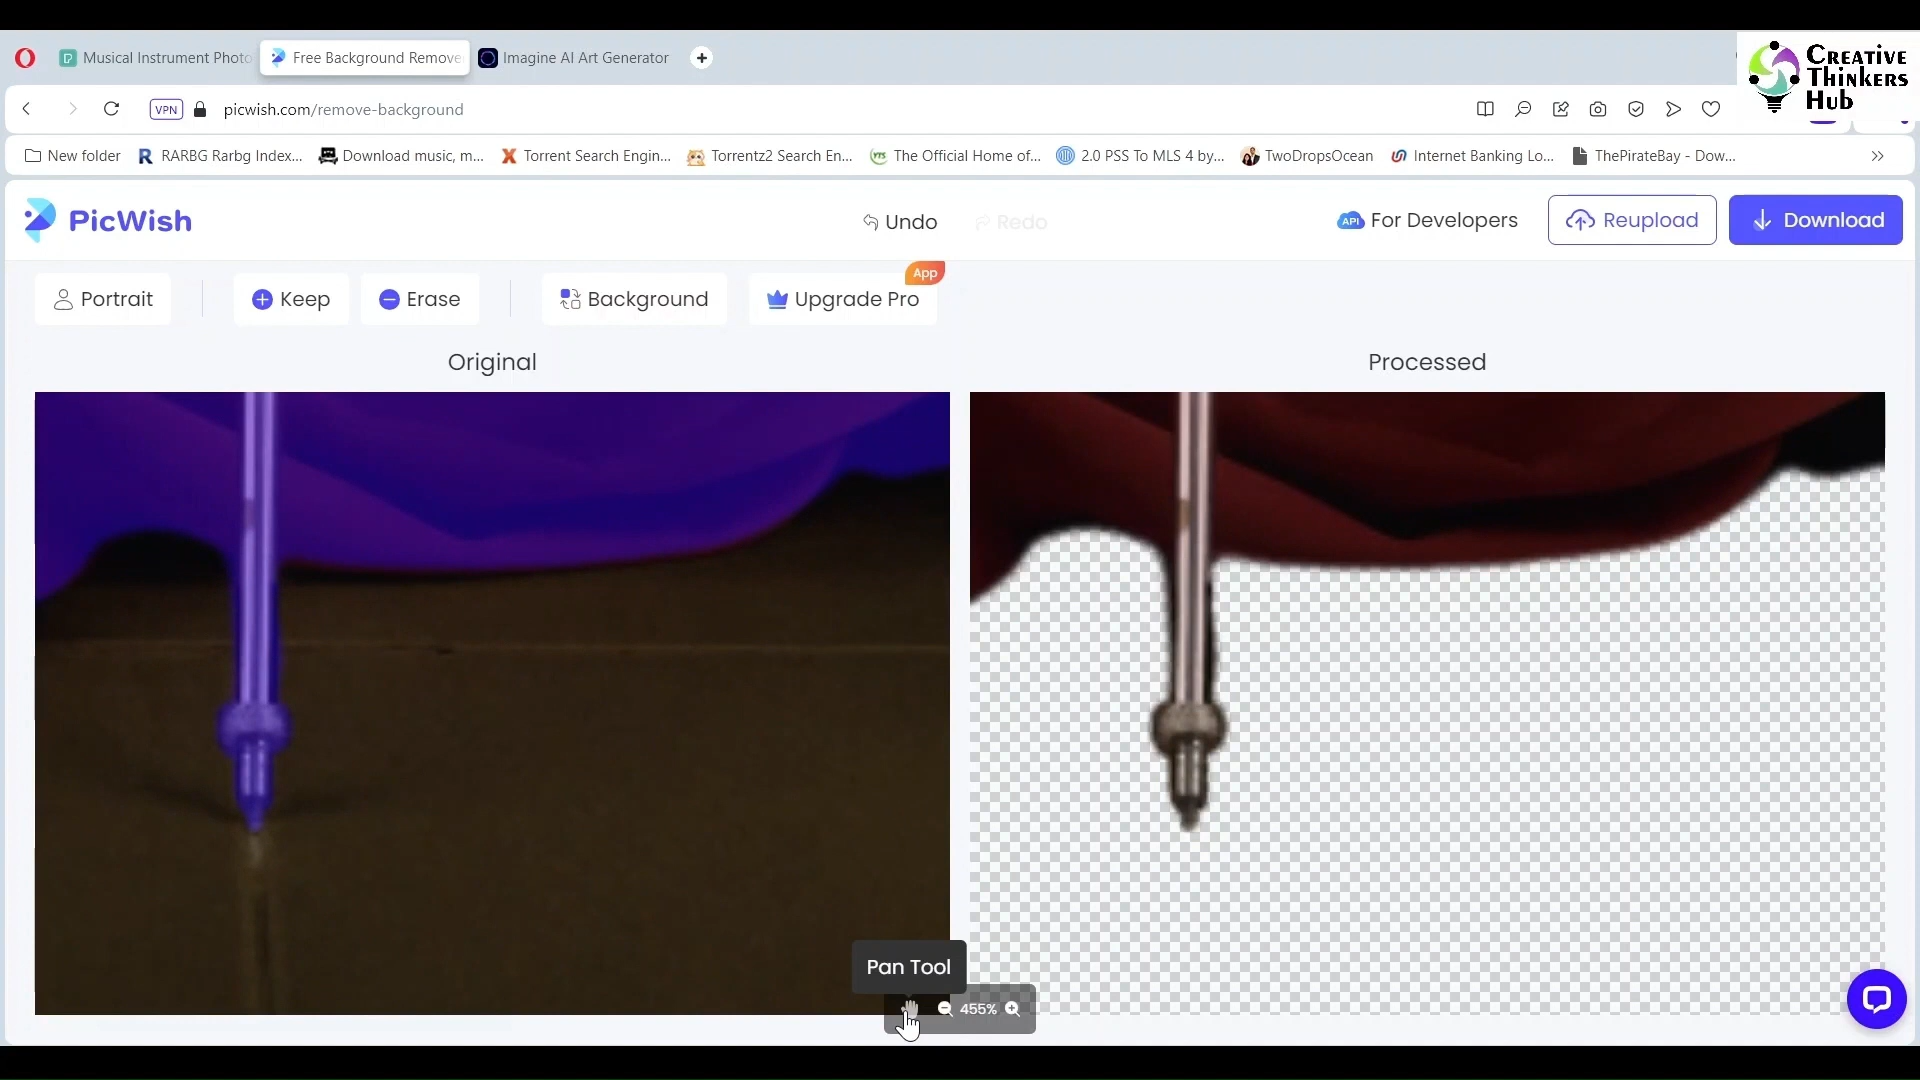 Musical Instrument Photo
Free Background Remove
Imagine AI Art Generator
Creative
Thinkers
Hub
VPN
picwish.com/remove-background
New folder
RARBG Rarbg Index...
Download music, m...
Torrent Search Engin...
Torrentz2 Search En...
YTS
The Official Home of...
2.0 PSS To MLS 4 by...
TwoDropsOcean
Internet Banking Lo...
ThePirateBay - Dow...
PicWish
Undo
Redo
API
For Developers
Reupload
Download
App
Portrait
Keep
Erase
Background
Upgrade Pro
Original
Processed
Pan Tool
455%